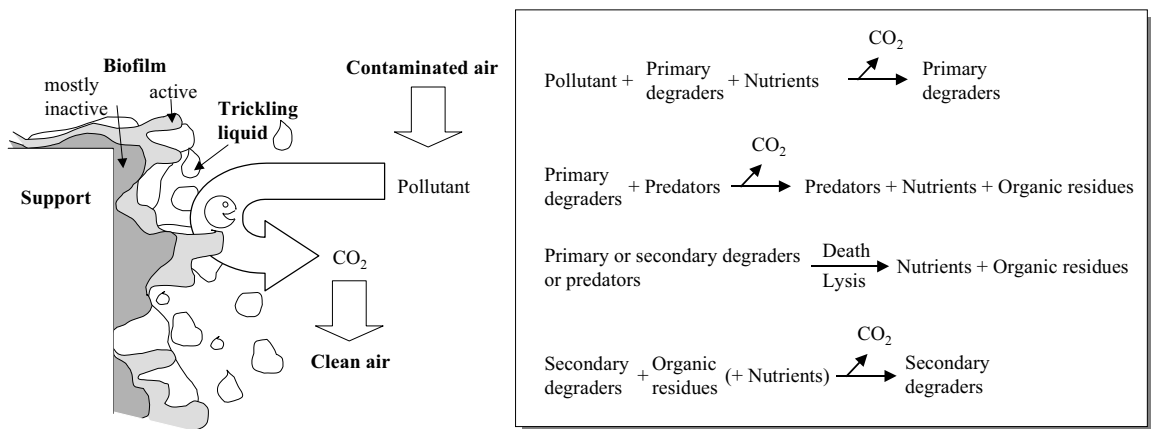 Biofilm
mostly
inactive
active
Trickling
liquid
Contaminated air
Support
Pollutant
CO2
Clean air
CO2
Pollutant + Primary degraders + Nutrients Primary degraders
CO2
Primary degraders + Predators Predators + Nutrients + Organic residues
Primary or secondary degraders
or predators
Death
Lysis
Nutrients + Organic residues
CO2
Secondary degraders + Organic residues (+ Nutrients) Secondary degraders